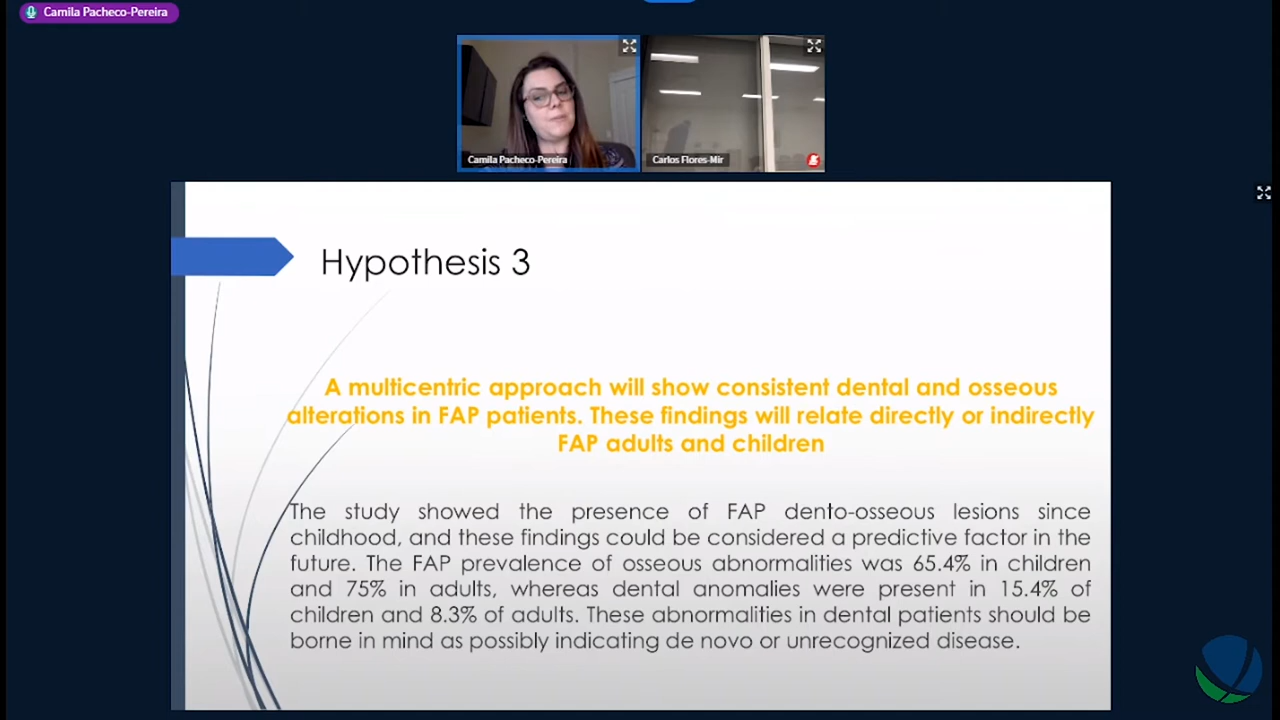 Camila Pacheco-Pereira
Camila Pacheco-Pereira
Carlos Flores-Mir
Hypothesis 3
A multicentric approach will show consistent dental and osseous
alterations in FAP patients. These findings will relate directly or indirectly
FAP adults and children
The study showed the presence of FAP dento-osseous lesions since
childhood, and these findings could be considered a predictive factor in the
future. The FAP prevalence of osseous abnormalities was 65.4% in children
and 75% in adults, whereas dental anomalies were present in 15.4% of
children and 8.3% of adults. These abnormalities in dental patients should be
borne in mind as possibly indicating de novo or unrecognized disease.